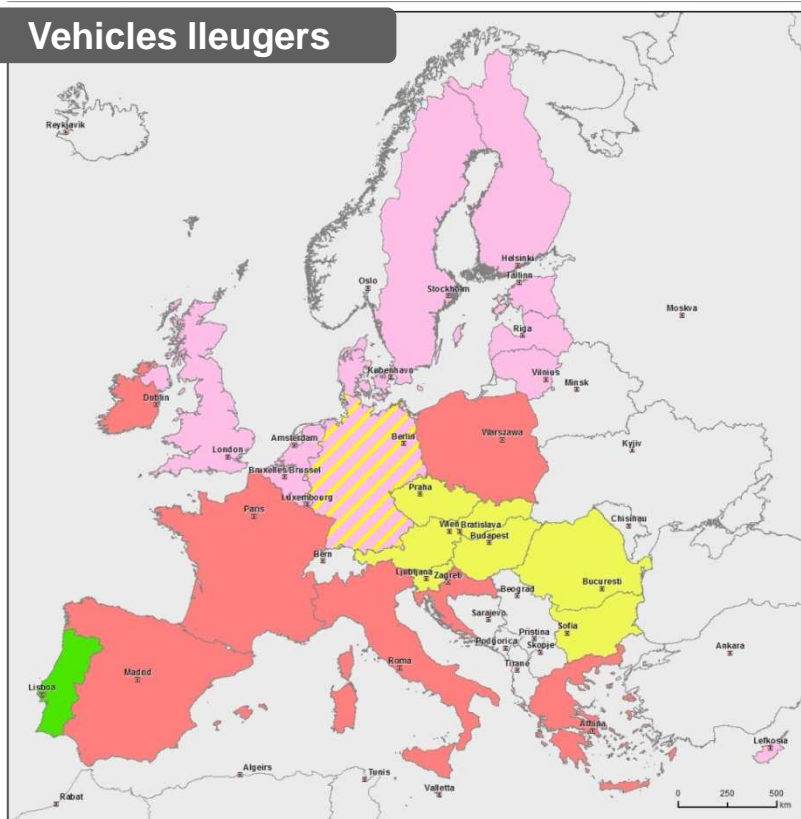 Vehicles lleugers
Reykjavik
Helsinki
Tallinn
Oslo
Stockholm
Moskva
Riga
København
Vilnius
Minsk
Dublin
Amsterdam
Berlin
Warszawa
London
Kyjiv
Bruxelles/Brussel
Praha
Luxembourg
Paris
Chisinau
Wien
Bratislava
Budapest
Bern
Ljubljana
Zagreb
Bucuresti
Beograd
Sarajevo
Sofia
Pristina
Podgorica
Skopje
Ankara
Roma
Tiranë
Madrid
Lisboa
Athina
Lefkosia
Algeirs
Tunis
Valletta
Rabat
0 250 500
km